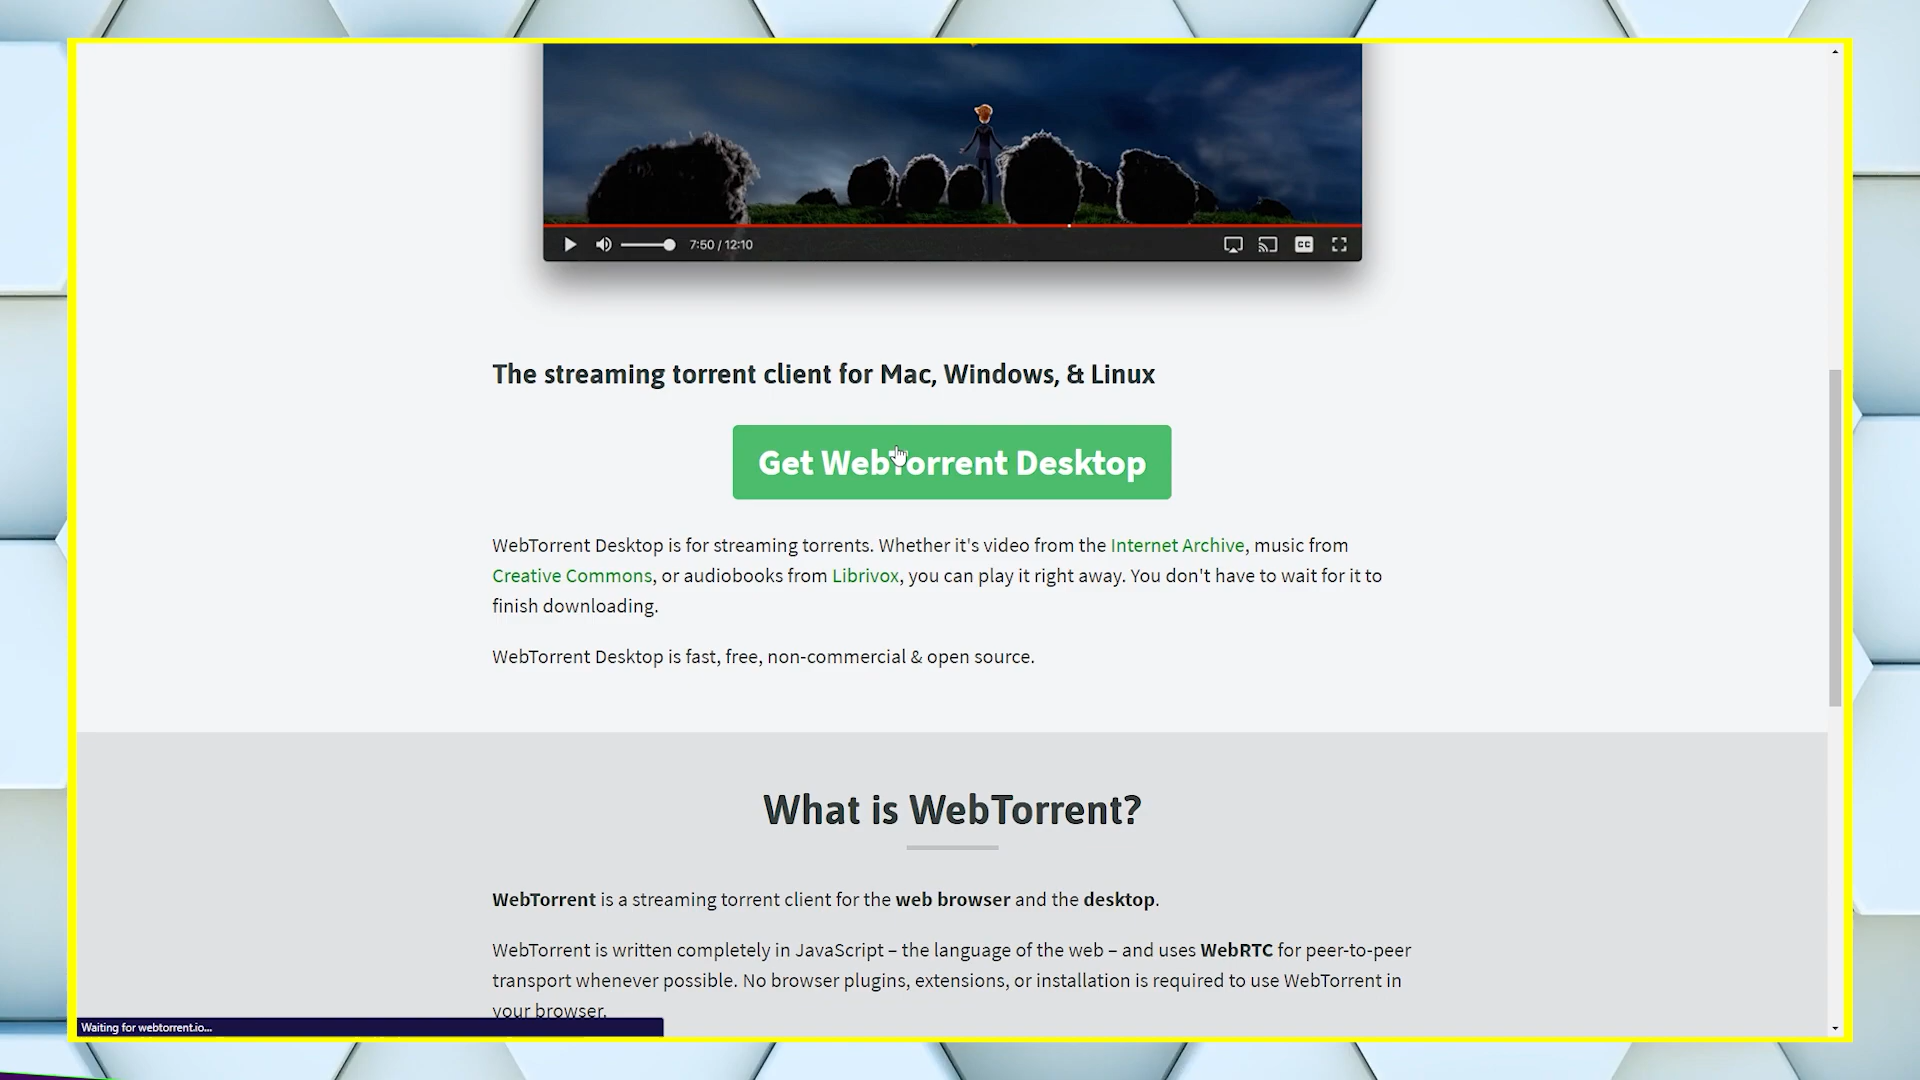 7:50 / 12:10
CC
The streaming torrent client for Mac, Windows, & Linux
Get WebTorrent Desktop
WebTorrent Desktop is for streaming torrents. Whether it's video from the Internet Archive, music from
Creative Commons, or audiobooks from Librivox, you can play it right away. You don't have to wait for it to
finish downloading.
WebTorrent Desktop is fast, free, non-commercial & open source.
What is WebTorrent?
WebTorrent is a streaming torrent client for the web browser and the desktop.
WebTorrent is written completely in JavaScript – the language of the web – and uses WebRTC for peer-to-peer
transport whenever possible. No browser plugins, extensions, or installation is required to use WebTorrent in
your browser.
Waiting for webtorrent.io...